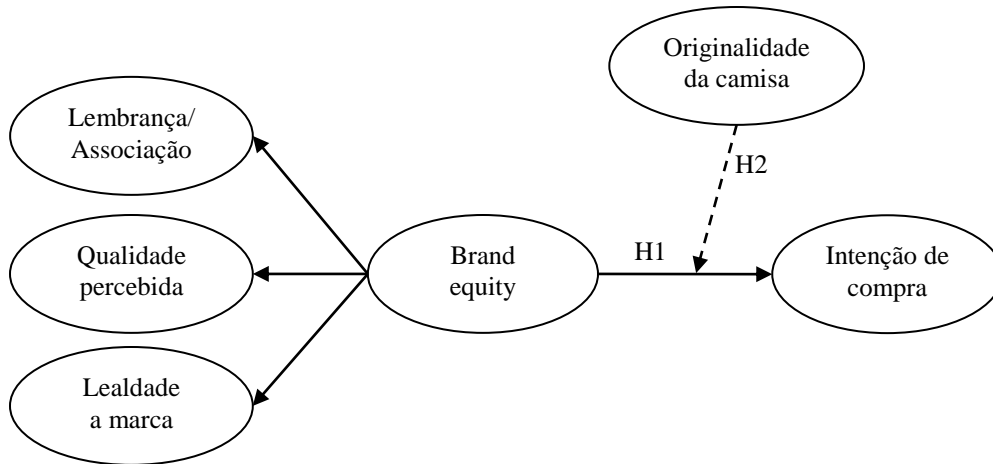 Originalidade
da camisa
Lembrança/
Associação
H2
Qualidade
percebida
Brand
equity
H1
Intenção de
compra
Lealdade
a marca